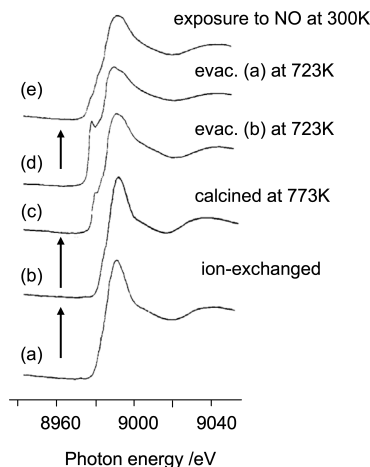 exposure to NO at 300K
evac. (a) at 723K
(e)
evac. (b) at 723K
(d)
calcined at 773K
(c)
ion-exchanged
(b)
(a)
8960 9000 9040
Photon energy /eV